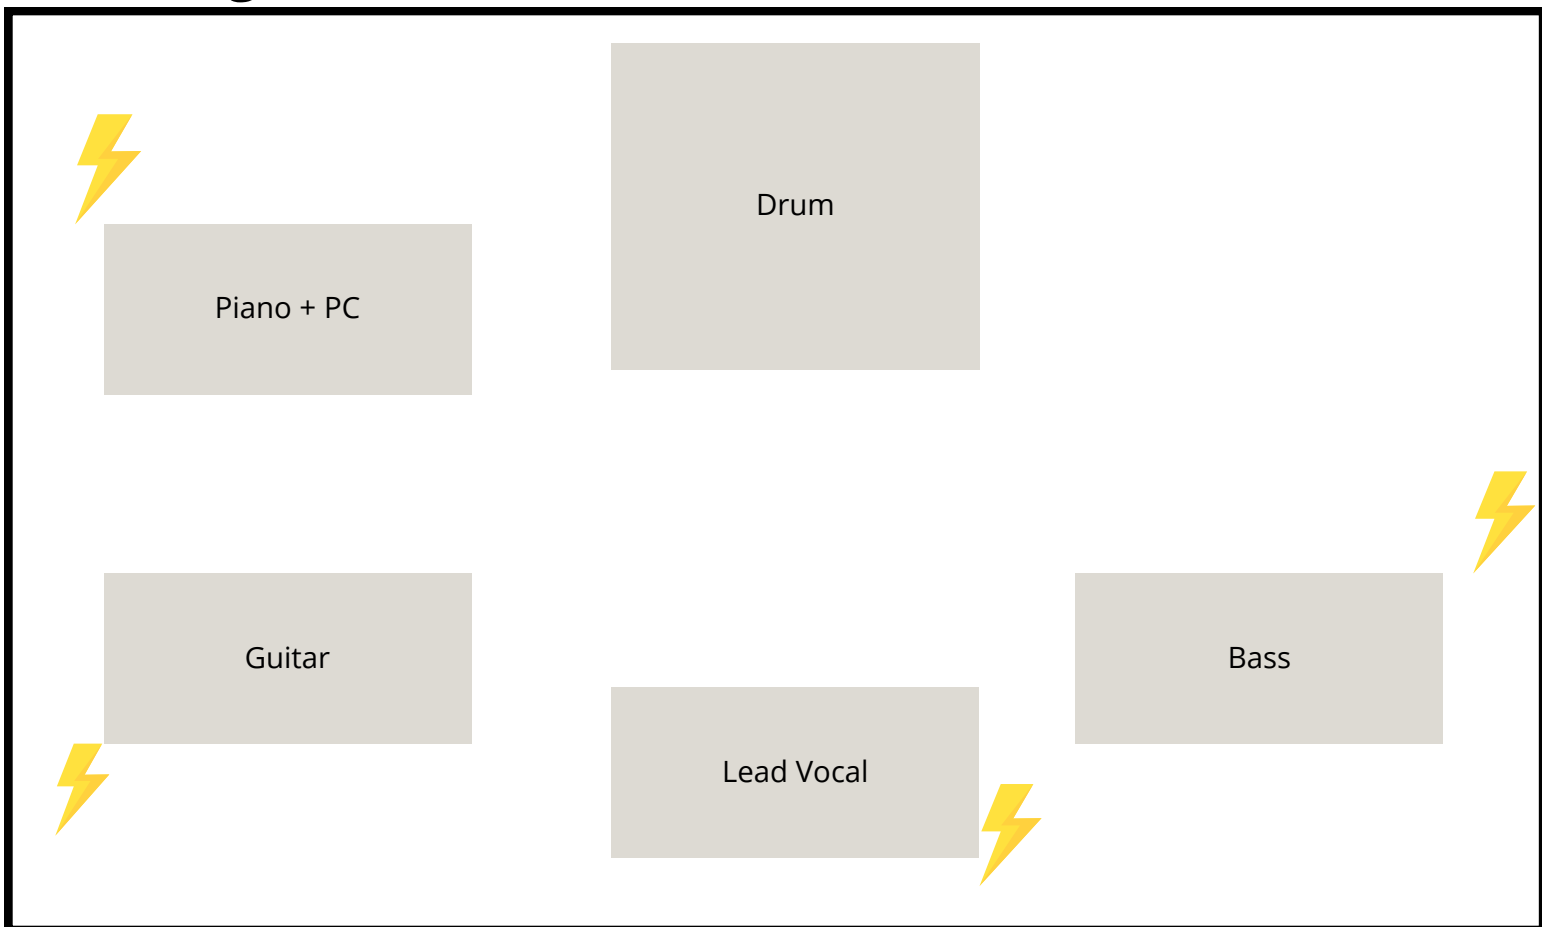 Drum
Piano + PC
Guitar
Bass
Lead Vocal